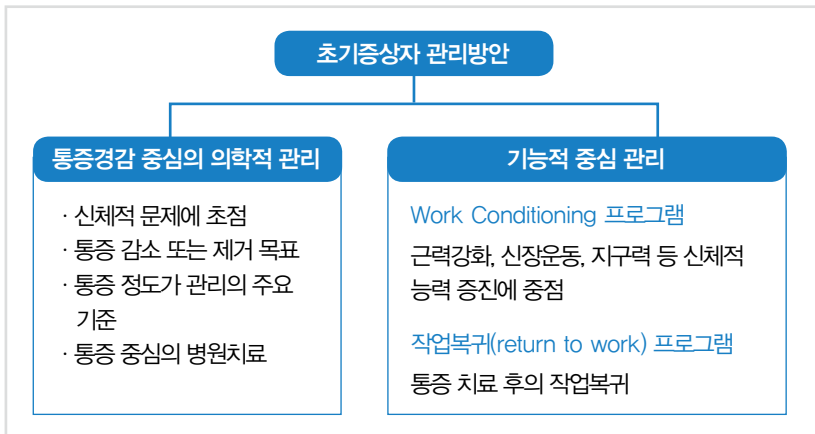 초기증상자 관리방안
통증경감 중심의 의학적 관리
· 신체적 문제에 초점
· 통증 감소 또는 제거 목표
· 통증 정도가 관리의 주요
기준
· 통증 중심의 병원치료
기능적 중심 관리
Work Conditioning 프로그램
근력강화, 신장운동, 지구력 등 신체적
능력 증진에 중점
작업복귀(return to work) 프로그램
통증 치료 후의 작업복귀